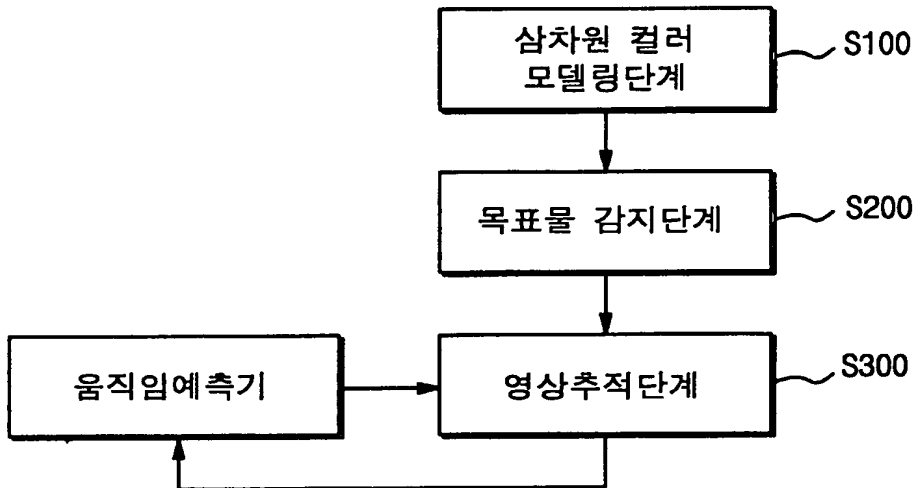 삼차원 컬러
모델링단계
S100
목표물 감지단계
S200
움직임예측기
영상추적단계
S300